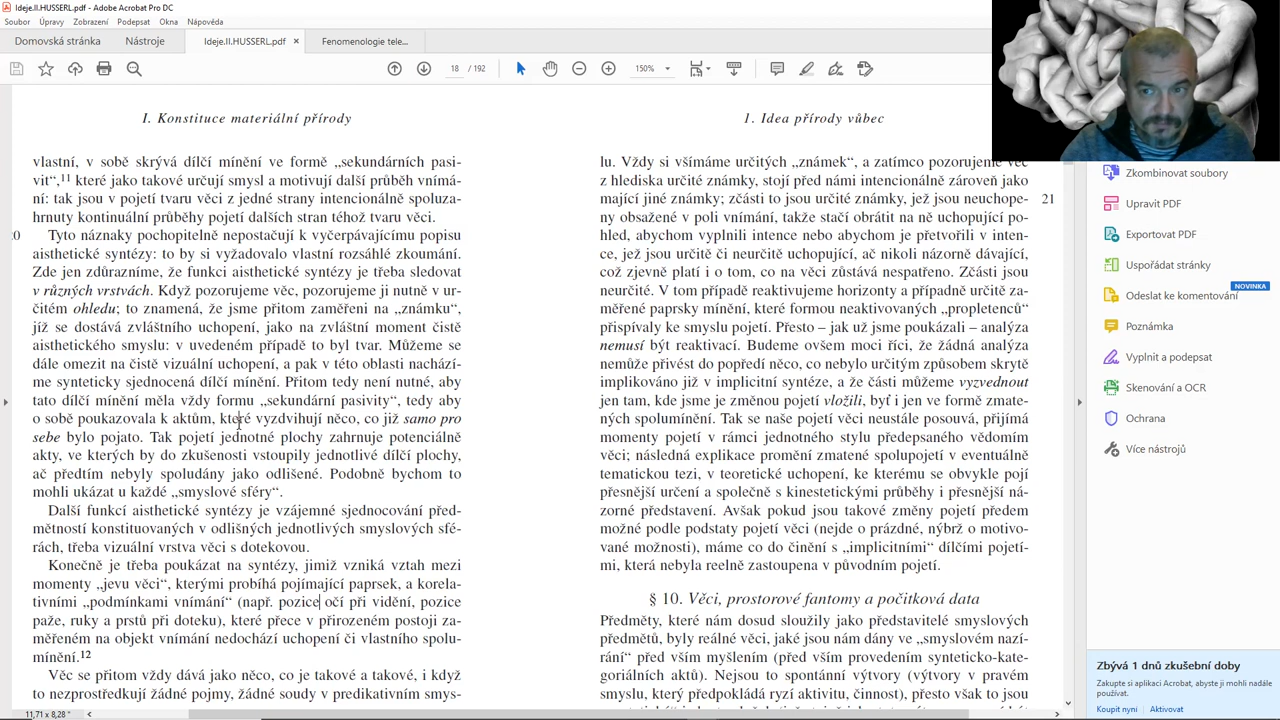 Ideje.II.HUSSERL.pdf - Adobe Acrobat Pro DC
Soubor Úpravy Zobrazení Podepsat Okna Nápověda
Domovská stránka Nástroje Ideje.II.HUSSERL.pdf × Fenomenologie tele...
18 / 192 150%
I. Konstituce materiální přírody
vlastní, v sobě skrývá dílčí mínění ve formě „sekundárních pasi-
vit“,11 které jako takové určují smysl a motivují další průběh vnímá-
ní: tak jsou v pojetí tvaru věci z jedné strany intencionálně spoluza-
hrnuty kontinuální průběhy pojetí dalších stran téhož tvaru věci.
20 Tyto náznaky pochopitelně nepostačují k vyčerpávajícímu popisu
aisthetické syntézy: to by si vyžadovalo vlastní rozsáhlé zkoumání.
Zde jen zdůrazníme, že funkci aisthetické syntézy je třeba sledovat
v různých vrstvách. Když pozorujeme věc, pozorujeme ji nutně v ur-
čitém ohledu; to znamená, že jsme přitom zaměřeni na „známku“,
jíž se dostává zvláštního uchopení, jako na zvláštní moment čistě
aisthetického smyslu: v uvedeném případě to byl tvar. Můžeme se
dále omezit na čistě vizuální uchopení, a pak v této oblasti nachází-
me synteticky sjednocená dílčí mínění. Přitom tedy není nutné, aby
tato dílčí mínění měla vždy formu „sekundární pasivity“, tedy aby
o sobě poukazovala k aktům, které vyzdvihují něco, co již samo pro
sebe bylo pojato. Tak pojetí jednotné plochy zahrnuje potenciálně
akty, ve kterých by do zkušenosti vstoupily jednotlivé dílčí plochy,
ač předtím nebyly spoludány jako odlišené. Podobně bychom to
mohli ukázat u každé „smyslové sféry“.
Další funkcí aisthetické syntézy je vzájemné sjednocování před-
mětností konstituovaných v odlišných jednotlivých smyslových sfé-
rách, třeba vizuální vrstva věci s dotekovou.
Konečně je třeba poukázat na syntézy, jimiž vzniká vztah mezi
momenty „jevu věci“, kterými probíhá pojímající paprsek, a korela-
tivními „podmínkami vnímání“ (např. pozice očí při vidění, pozice
paže, ruky a prstů při doteku), které přece v přirozeném postoji za-
měřeném na objekt vnímání nedochází uchopení či vlastního spolu-
mínění.12
Věc se přitom vždy dává jako něco, co je takové a takové, i když
to nezprostředkují žádné pojmy, žádné soudy v predikativním smys-
1. Idea přírody vůbec
lu. Vždy si všímáme určitých „známek“, a zatímco pozorujeme věc
z hlediska určité známky, stojí před námi intencionálně zároveň jako
mající jiné známky; zčásti to jsou určité známky, jež jsou neuchope- 21
ny obsažené v poli vnímání, takže stačí obrátit na ně uchopující po-
hled, abychom vyplnili intence nebo abychom je přetvořili v inten-
ce, jež jsou určitě či neurčitě uchopující, ač nikoli názorně dávající,
což zjevně platí i o tom, co na věci zůstává nespatřeno. Zčásti jsou
neurčité. V tom případě reaktivujeme horizonty a případně určitě za-
měřené paprsky mínění, které formou neaktivovaných „propletenců“
přispívaly ke smyslu pojetí. Přesto – jak už jsme poukázali – analýza
nemusí být reaktivací. Budeme ovšem moci říci, že žádná analýza
nemůže přivést do popředí něco, co nebylo určitým způsobem skrytě
implikováno již v implicitní syntéze, a že části můžeme vyzvednout
jen tam, kde jsme je změnou pojetí vložili, byť i jen ve formě zmate-
ných spolumínění. Tak se naše pojetí věci neustále posouvá, přijímá
momenty pojetí v rámci jednotného stylu předepsaného vědomím
věci; následná explikace promění zmatené spolupojetí v eventuálně
tematickou tezi, v teoretické uchopení, ke kterému se obvykle pojí
přesnější určení a společně s kinestetickými průběhy i přesnější ná-
zorné představení. Avšak pokud jsou takové změny pojetí předem
možné podle podstaty pojetí věci (nejde o prázdné, nýbrž o motivo-
vané možnosti), máme co do činění s „implicitními“ dílčími pojetí-
mi, která nebyla reelně zastoupena v původním pojetí.
§ 10. Věci, prostorové fantomy a počitková data
Předměty, které nám dosud sloužily jako představitelé smyslových
předmětů, byly reálné věci, jaké jsou nám dány ve „smyslovém nazí-
rání“ před vším myšlením (před vším provedením synteticko-kate-
goriálních aktů). Nejsou to spontánní výtvory (výtvory v pravém
smyslu, který předpokládá ryzí aktivitu, činnost), přesto však to jsou
Zkombinovat soubory
Upravit PDF
Exportovat PDF
Uspořádat stránky
NOVINKA
Odeslat ke komentování
Poznámka
Vyplnit a podepsat
Skenování a OCR
Ochrana
Více nástrojů
Zbývá 1 dnů zkušební doby
Zakupte si aplikaci Acrobat, abyste ji mohli nadále
používat.
Koupit nyní Aktivovat
11,71 x 8,28"